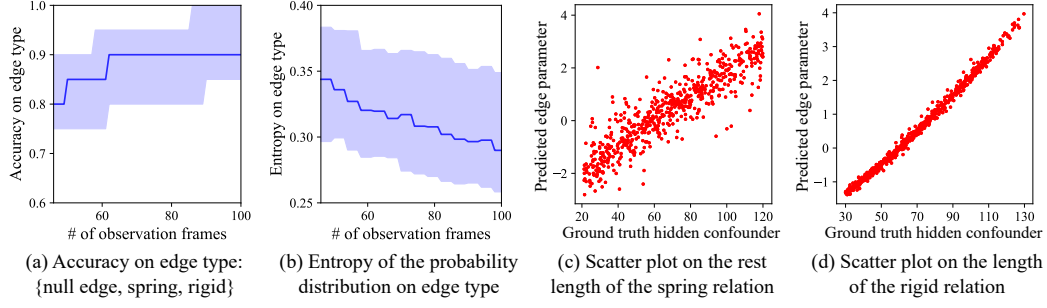 1.0
0.9
0.8
0.7
0.6
Accuracy on edge type
60
80
100
# of observation frames
(a) Accuracy on edge type:
{null edge, spring, rigid}
0.40
0.35
0.30
0.25
Entropy on edge type
60
80
100
# of observation frames
(b) Entropy of the probability
distribution on edge type
4
2
0
−2
Predicted edge parameter
20
40
60
80
100
120
Ground truth hidden confounder
(c) Scatter plot on the rest
length of the spring relation
4
3
2
1
0
−1
Predicted edge parameter
30
50
70
90
110
130
Ground truth hidden confounder
(d) Scatter plot on the length
of the rigid relation